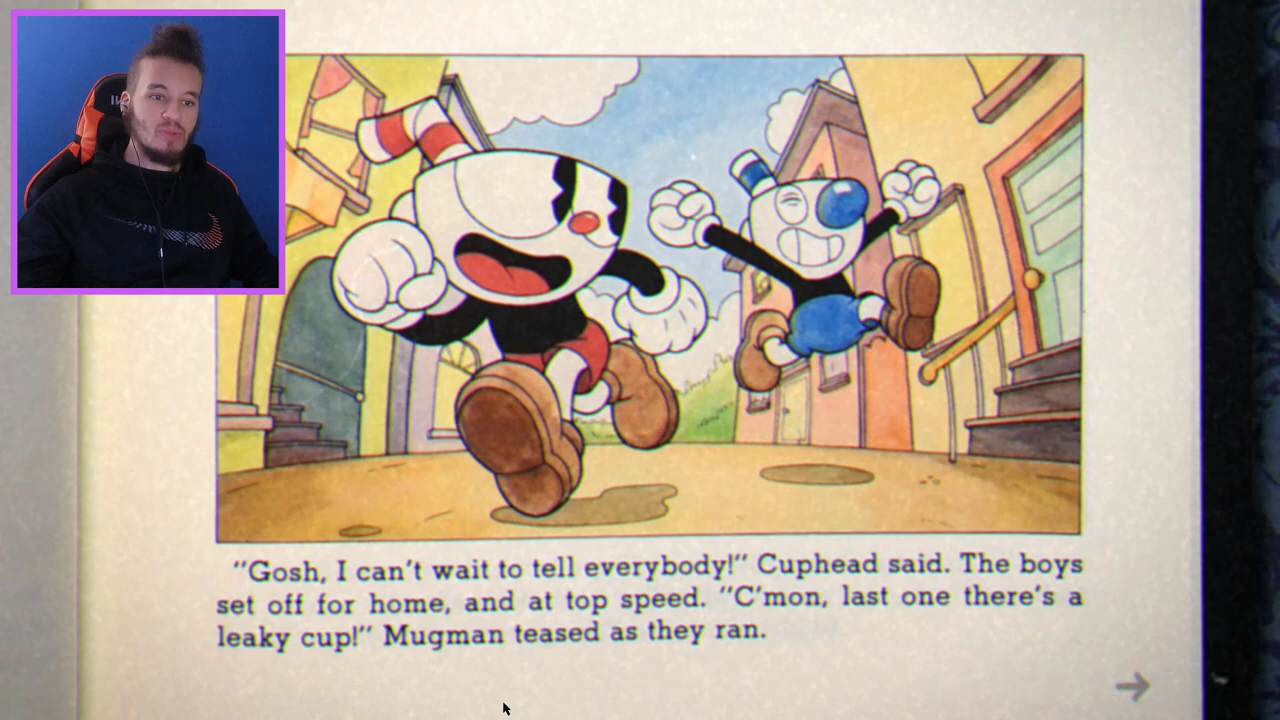 "Gosh, I can't wait to tell everybody!" Cuphead said. The boys
set off for home, and at top speed. "C'mon, last one there's a
leaky cup!" Mugman teased as they ran.